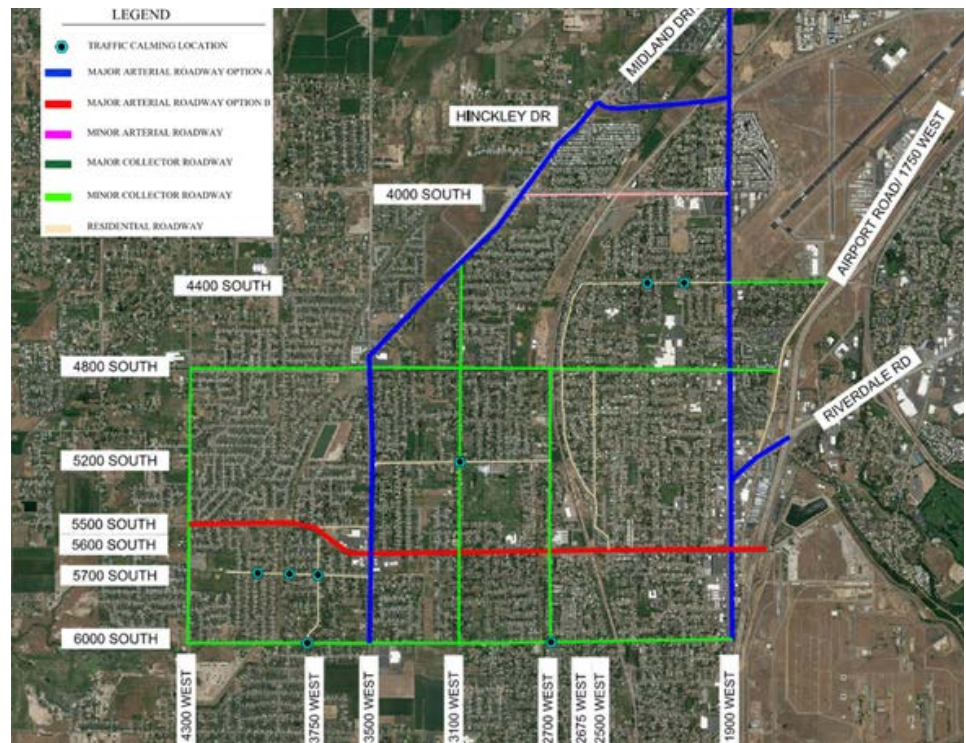 LEGEND
TRAFFIC CALMING LOCATION
MAJOR ARTERIAL ROADWAY OPTION A
MAJOR ARTERIAL ROADWAY OPTION B
MINOR ARTERIAL ROADWAY
MAJOR COLLECTOR ROADWAY
MINOR COLLECTOR ROADWAY
RESIDENTIAL ROADWAY
MIDLAND DRIVE
HINCKLEY DR
4000 SOUTH
AIRPORT ROAD/ 1750 WEST
4400 SOUTH
4800 SOUTH
RIVERDALE RD
5200 SOUTH
5500 SOUTH
5600 SOUTH
5700 SOUTH
6000 SOUTH
4300 WEST
3750 WEST
3500 WEST
3100 WEST
2700 WEST
2675 WEST
2500 WEST
1900 WEST